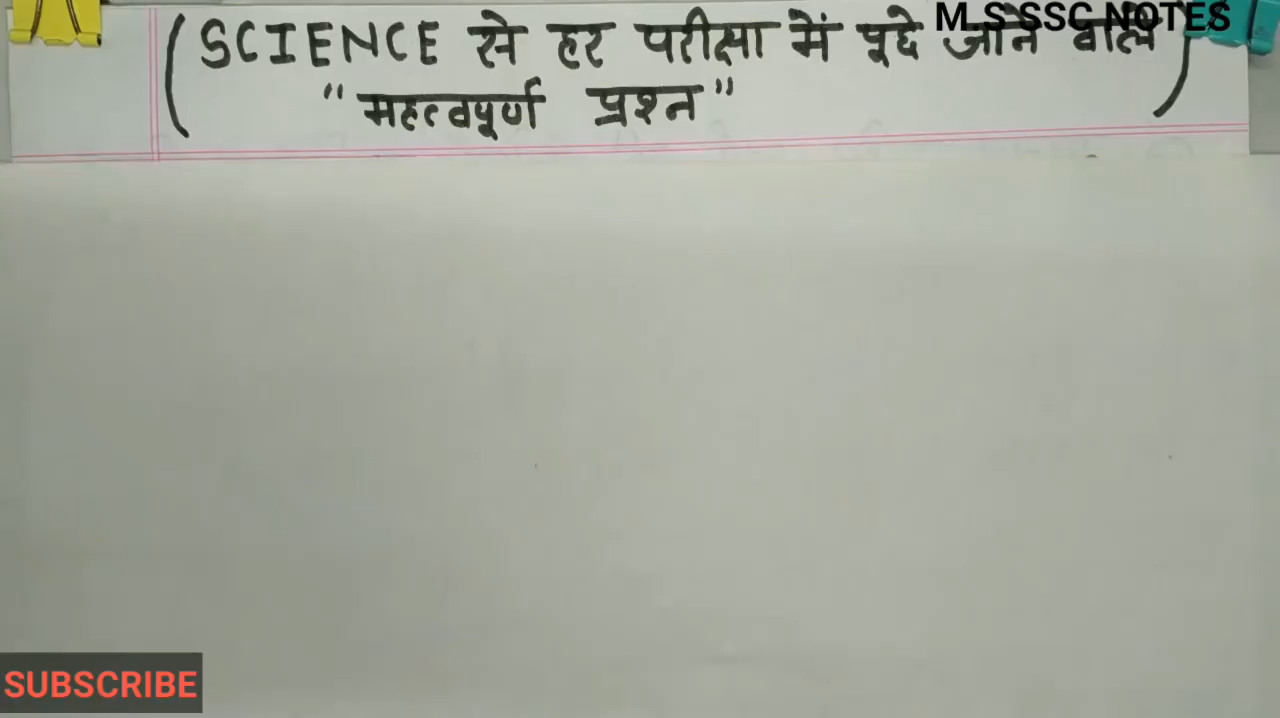 (SCIENCE से हर परीक्षा में पूछे जाने वाले)
M.S SSC NOTES
"महत्वपूर्ण प्रश्न"
SUBSCRIBE